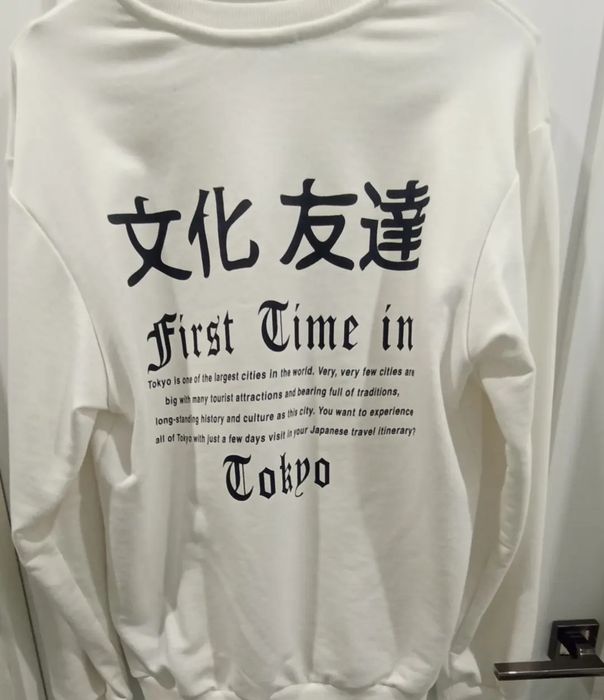 文化 友達
First Time in
Tokyo is one of the largest cities in the world. Very, very few cities are
big with many tourist attractions and bearing full of traditions,
long-standing history and culture as this city. You want to experience
all of Tokyo with just a few days visit in your Japanese travel itinerary?
Tokyo